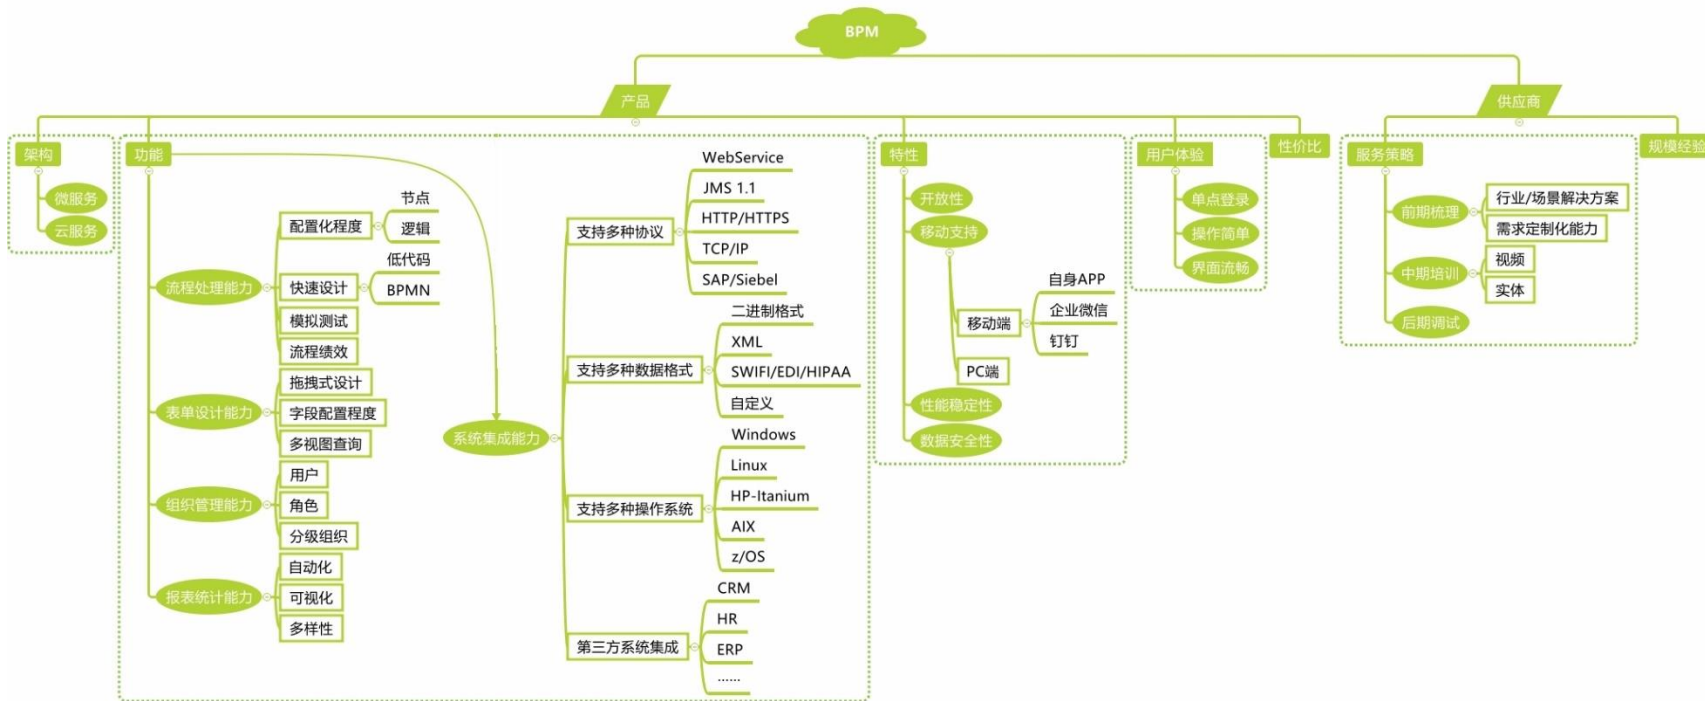 BPM
产品
供应商
架构
微服务
云服务
功能
流程处理能力
配置化程度
节点
逻辑
快速设计
低代码
BPMN
模拟测试
流程绩效
表单设计能力
拖拽式设计
字段配置程度
多视图查询
组织管理能力
用户
角色
分级组织
报表统计能力
自动化
可视化
多样性
系统集成能力
支持多种协议
WebService
JMS 1.1
HTTP/HTTPS
TCP/IP
SAP/Siebel
支持多种数据格式
二进制格式
XML
SWIFI/EDI/HIPAA
自定义
支持多种操作系统
Windows
Linux
HP-Itanium
AIX
z/OS
第三方系统集成
CRM
HR
ERP
……
特性
开放性
移动支持
移动端
自身APP
企业微信
钉钉
PC端
性能稳定性
数据安全性
用户体验
单点登录
操作简单
界面流畅
性价比
服务策略
前期梳理
行业/场景解决方案
需求定制化能力
中期培训
视频
实体
后期调试
规模经验